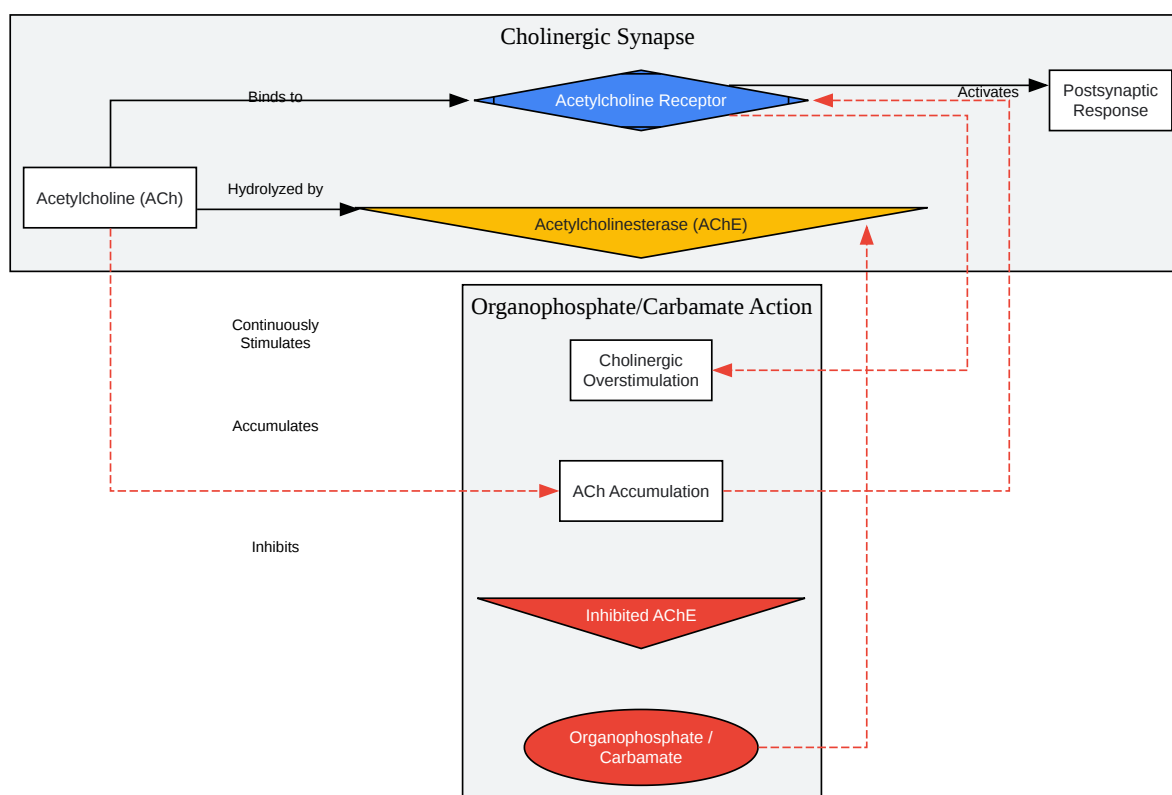 Cholinergic Synapse
Binds to
Acetylcholine Receptor
Activates
Postsynaptic
Response
Acetylcholine (ACh)
Hydrolyzed by
Acetylcholinesterase (AChE)
Organophosphate/Carbamate Action
Continuously
Stimulates
Cholinergic
Overstimulation
Accumulates
ACh Accumulation
Inhibits
Inhibited AChE
Organophosphate /
Carbamate